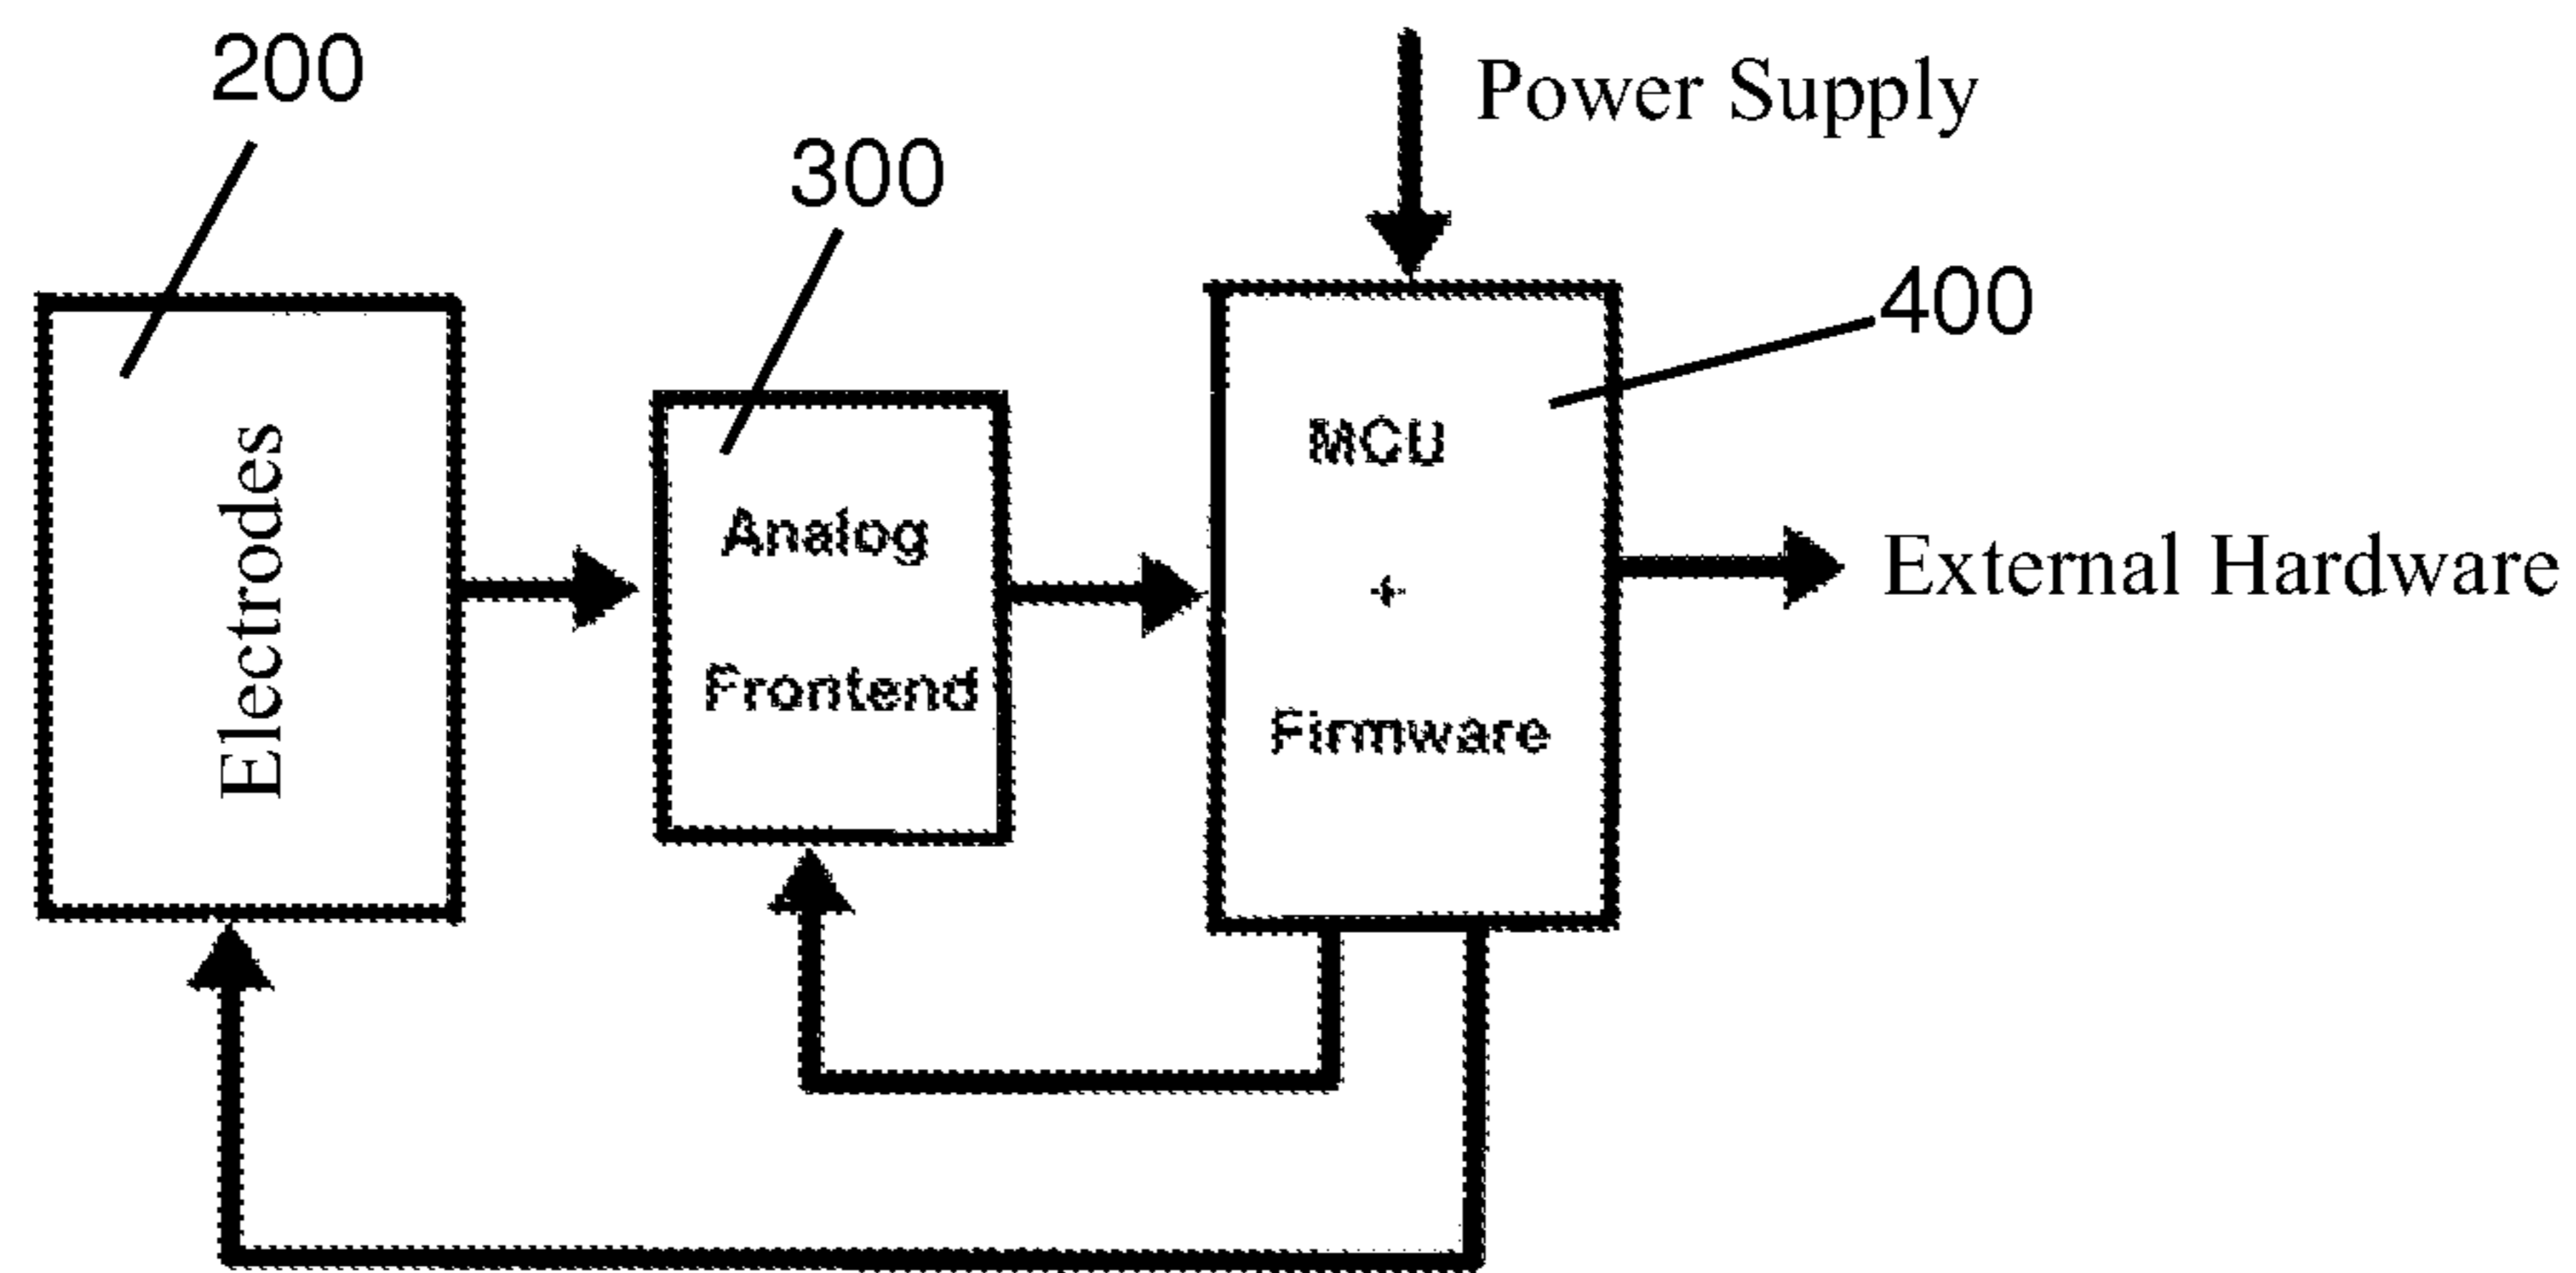 200
Power Supply
300
400
Electrodes
Analog
Frontend
MCU
+
Firmware
External Hardware